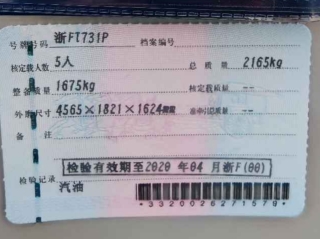 号牌号码 浙FT731P 档案编号
核定载人数 5人 总质量 2165kg
整备质量 1675kg 核定载质量 --
外廓尺寸 4565×1821×1624 准牵引总质量 --
备注
检验有效期至2020年04月浙F(00)
检验记录 汽油
*3320026271579*